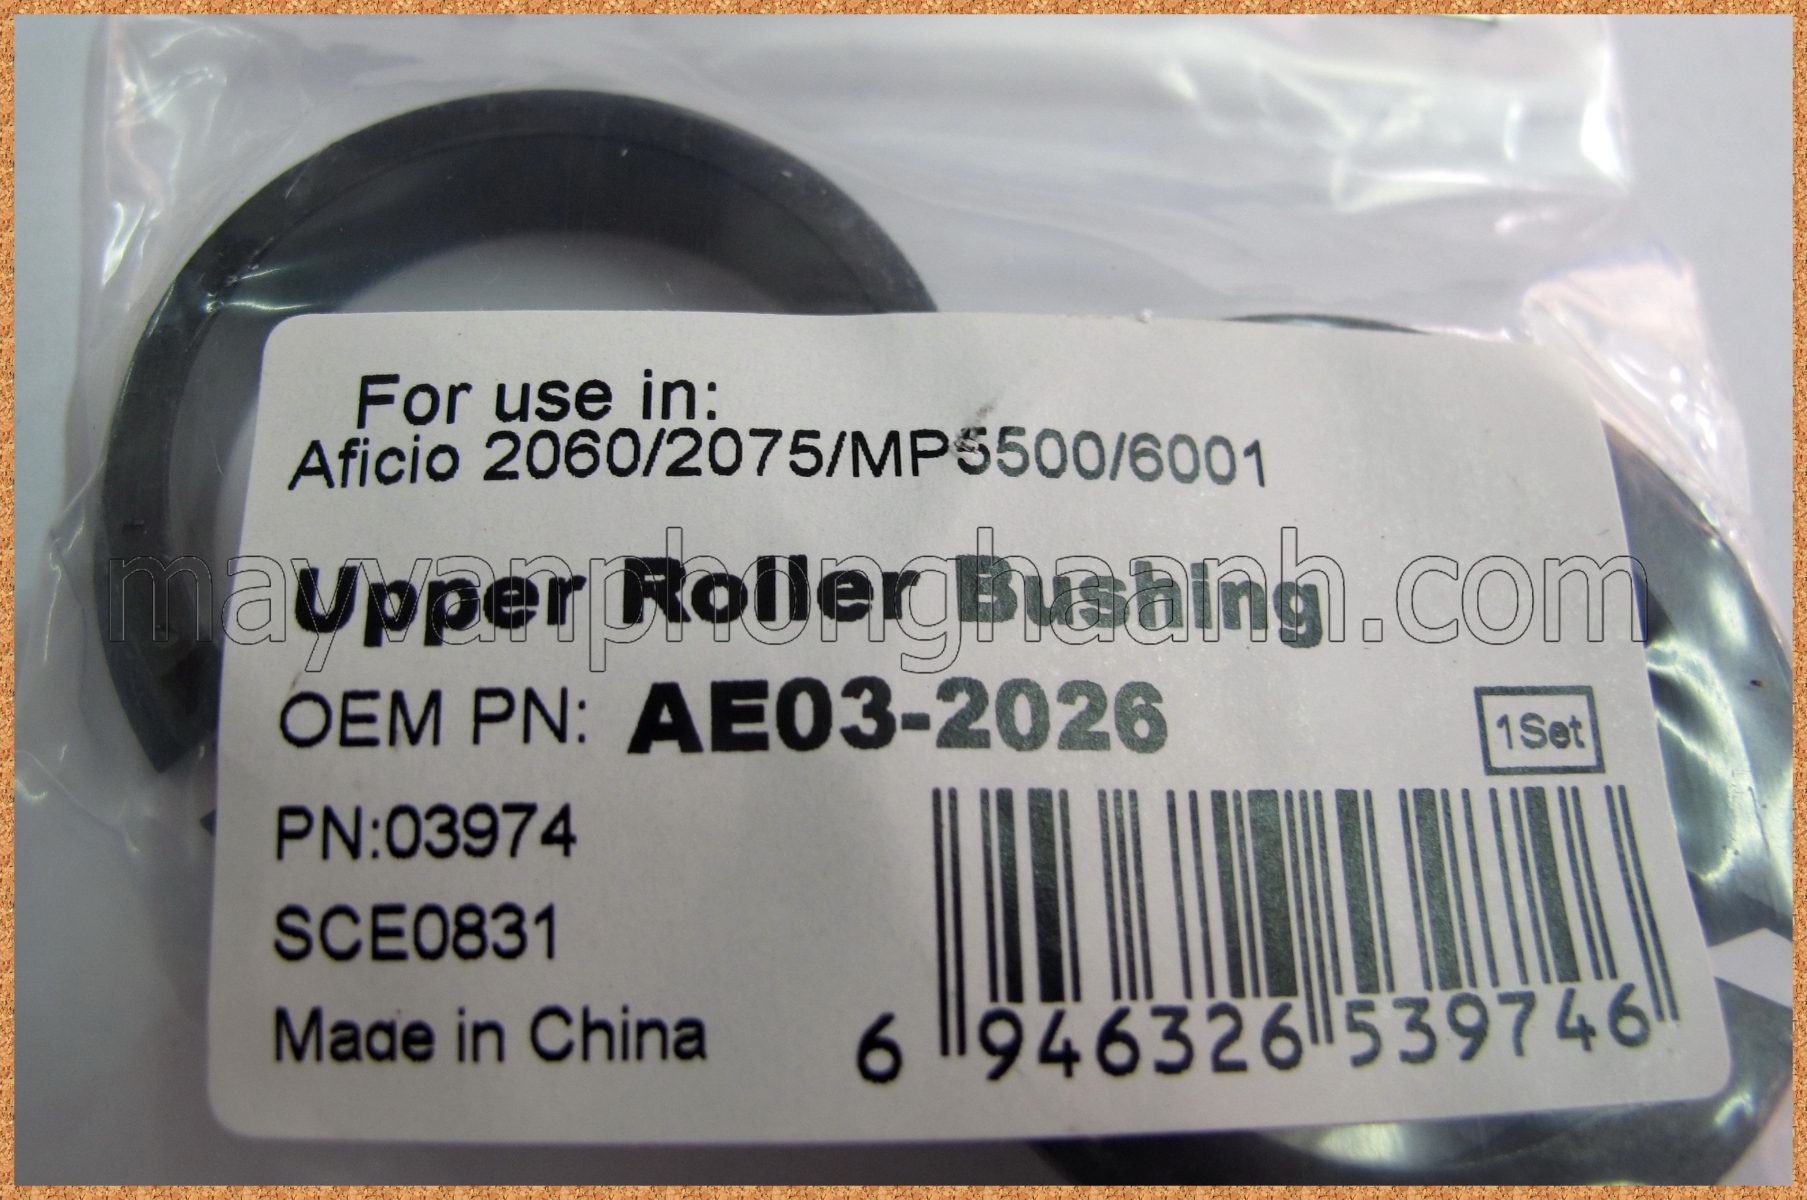 For use in:
Aficio 2060/2075/MP5500/6001
mayvanphonghaanh.com
Upper Roller Bushing
OEM PN: AE03-2026
1Set
PN:03974
SCE0831
Made in China
6 946326 539746